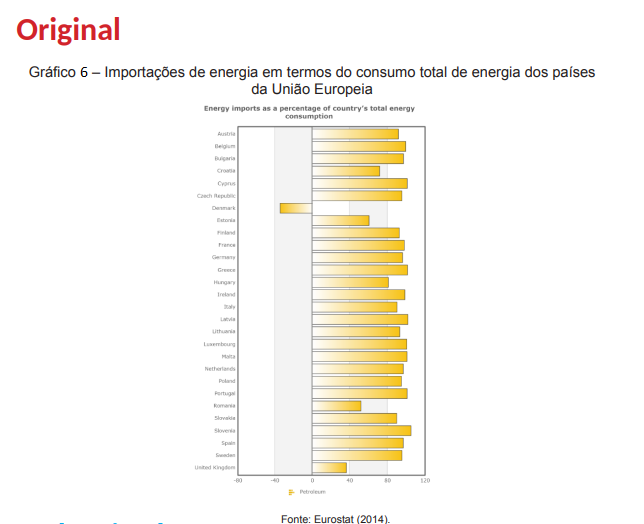 Original
Gráfico 6 – Importações de energia em termos do consumo total de energia dos países
da União Europeia
Energy imports as a percentage of country's total energy
consumption
Austria
Belgium
Bulgaria
Croatia
Cyprus
Czech Republic
Denmark
Estonia
Finland
France
Germany
Greece
Hungary
Ireland
Italy
Latvia
Lithuania
Luxembourg
Malta
Netherlands
Poland
Portugal
Romania
Slovakia
Slovenia
Spain
Sweden
United Kingdom
-80 -40 0 40 80 120
Petroleum
Fonte: Eurostat (2014).